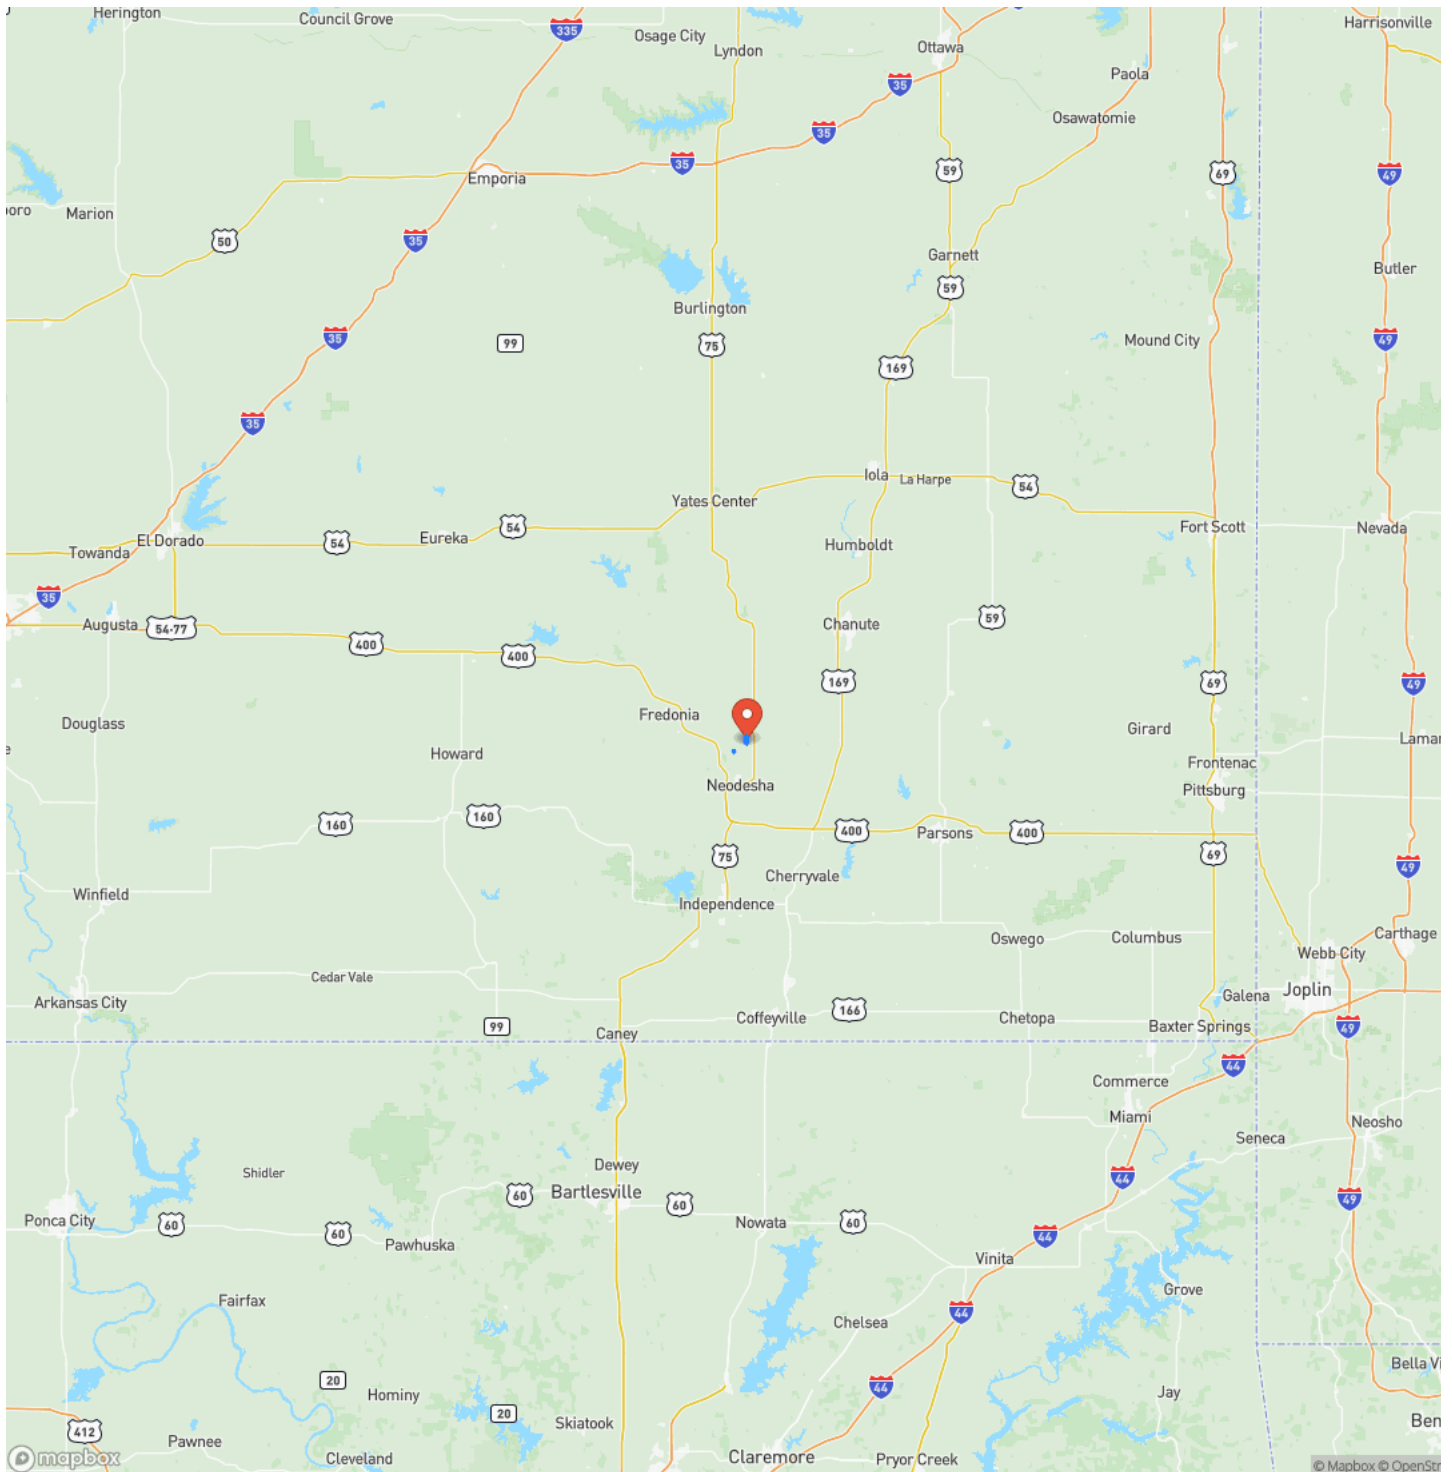 Herington
Council Grove
335
Osage City
Lyndon
Ottawa
Harrisonville
35
Paola
Osawatomie
35
35
59
69
49
Emporia
oro
Marion
50
35
Garnett
Butler
59
Burlington
35
99
75
49
Mound City
169
35
Iola
La Harpe
54
Yates Center
Fort Scott
Nevada
54
Eureka
54
El Dorado
Towanda
Humboldt
35
Augusta
54-77
400
400
Chanute
59
169
69
49
Fredonia
Douglass
Girard
Lamar
e
Howard
Frontenac
Neodesha
Pittsburg
160
160
400
Parsons
400
75
69
49
Cherryvale
Winfield
Independence
Oswego
Columbus
Carthage
Webb City
Cedar Vale
Joplin
Galena
Arkansas City
99
Coffeyville
166
Chetopa
Baxter Springs
49
Caney
44
Commerce
Miami
Neosho
Seneca
Shidler
Dewey
44
Bartlesville
60
60
49
Ponca City
60
60
Nowata
60
Pawhuska
44
Vinita
Grove
Fairfax
44
Chelsea
Bella Vi
20
44
Hominy
Jay
20
Skiatook
Ben
412
Pawnee
Cleveland
Claremore
Pryor Creek
mapbox
© Mapbox © OpenStr